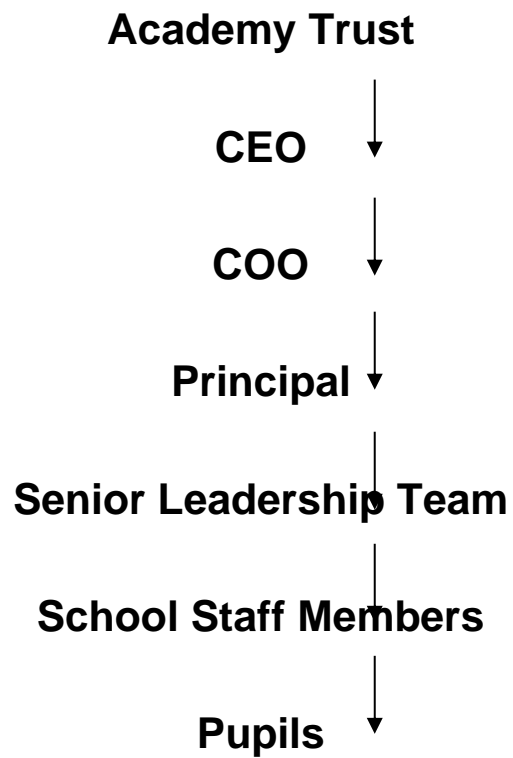 Academy Trust
CEO
COO
Principal
Senior Leadership Team
School Staff Members
Pupils